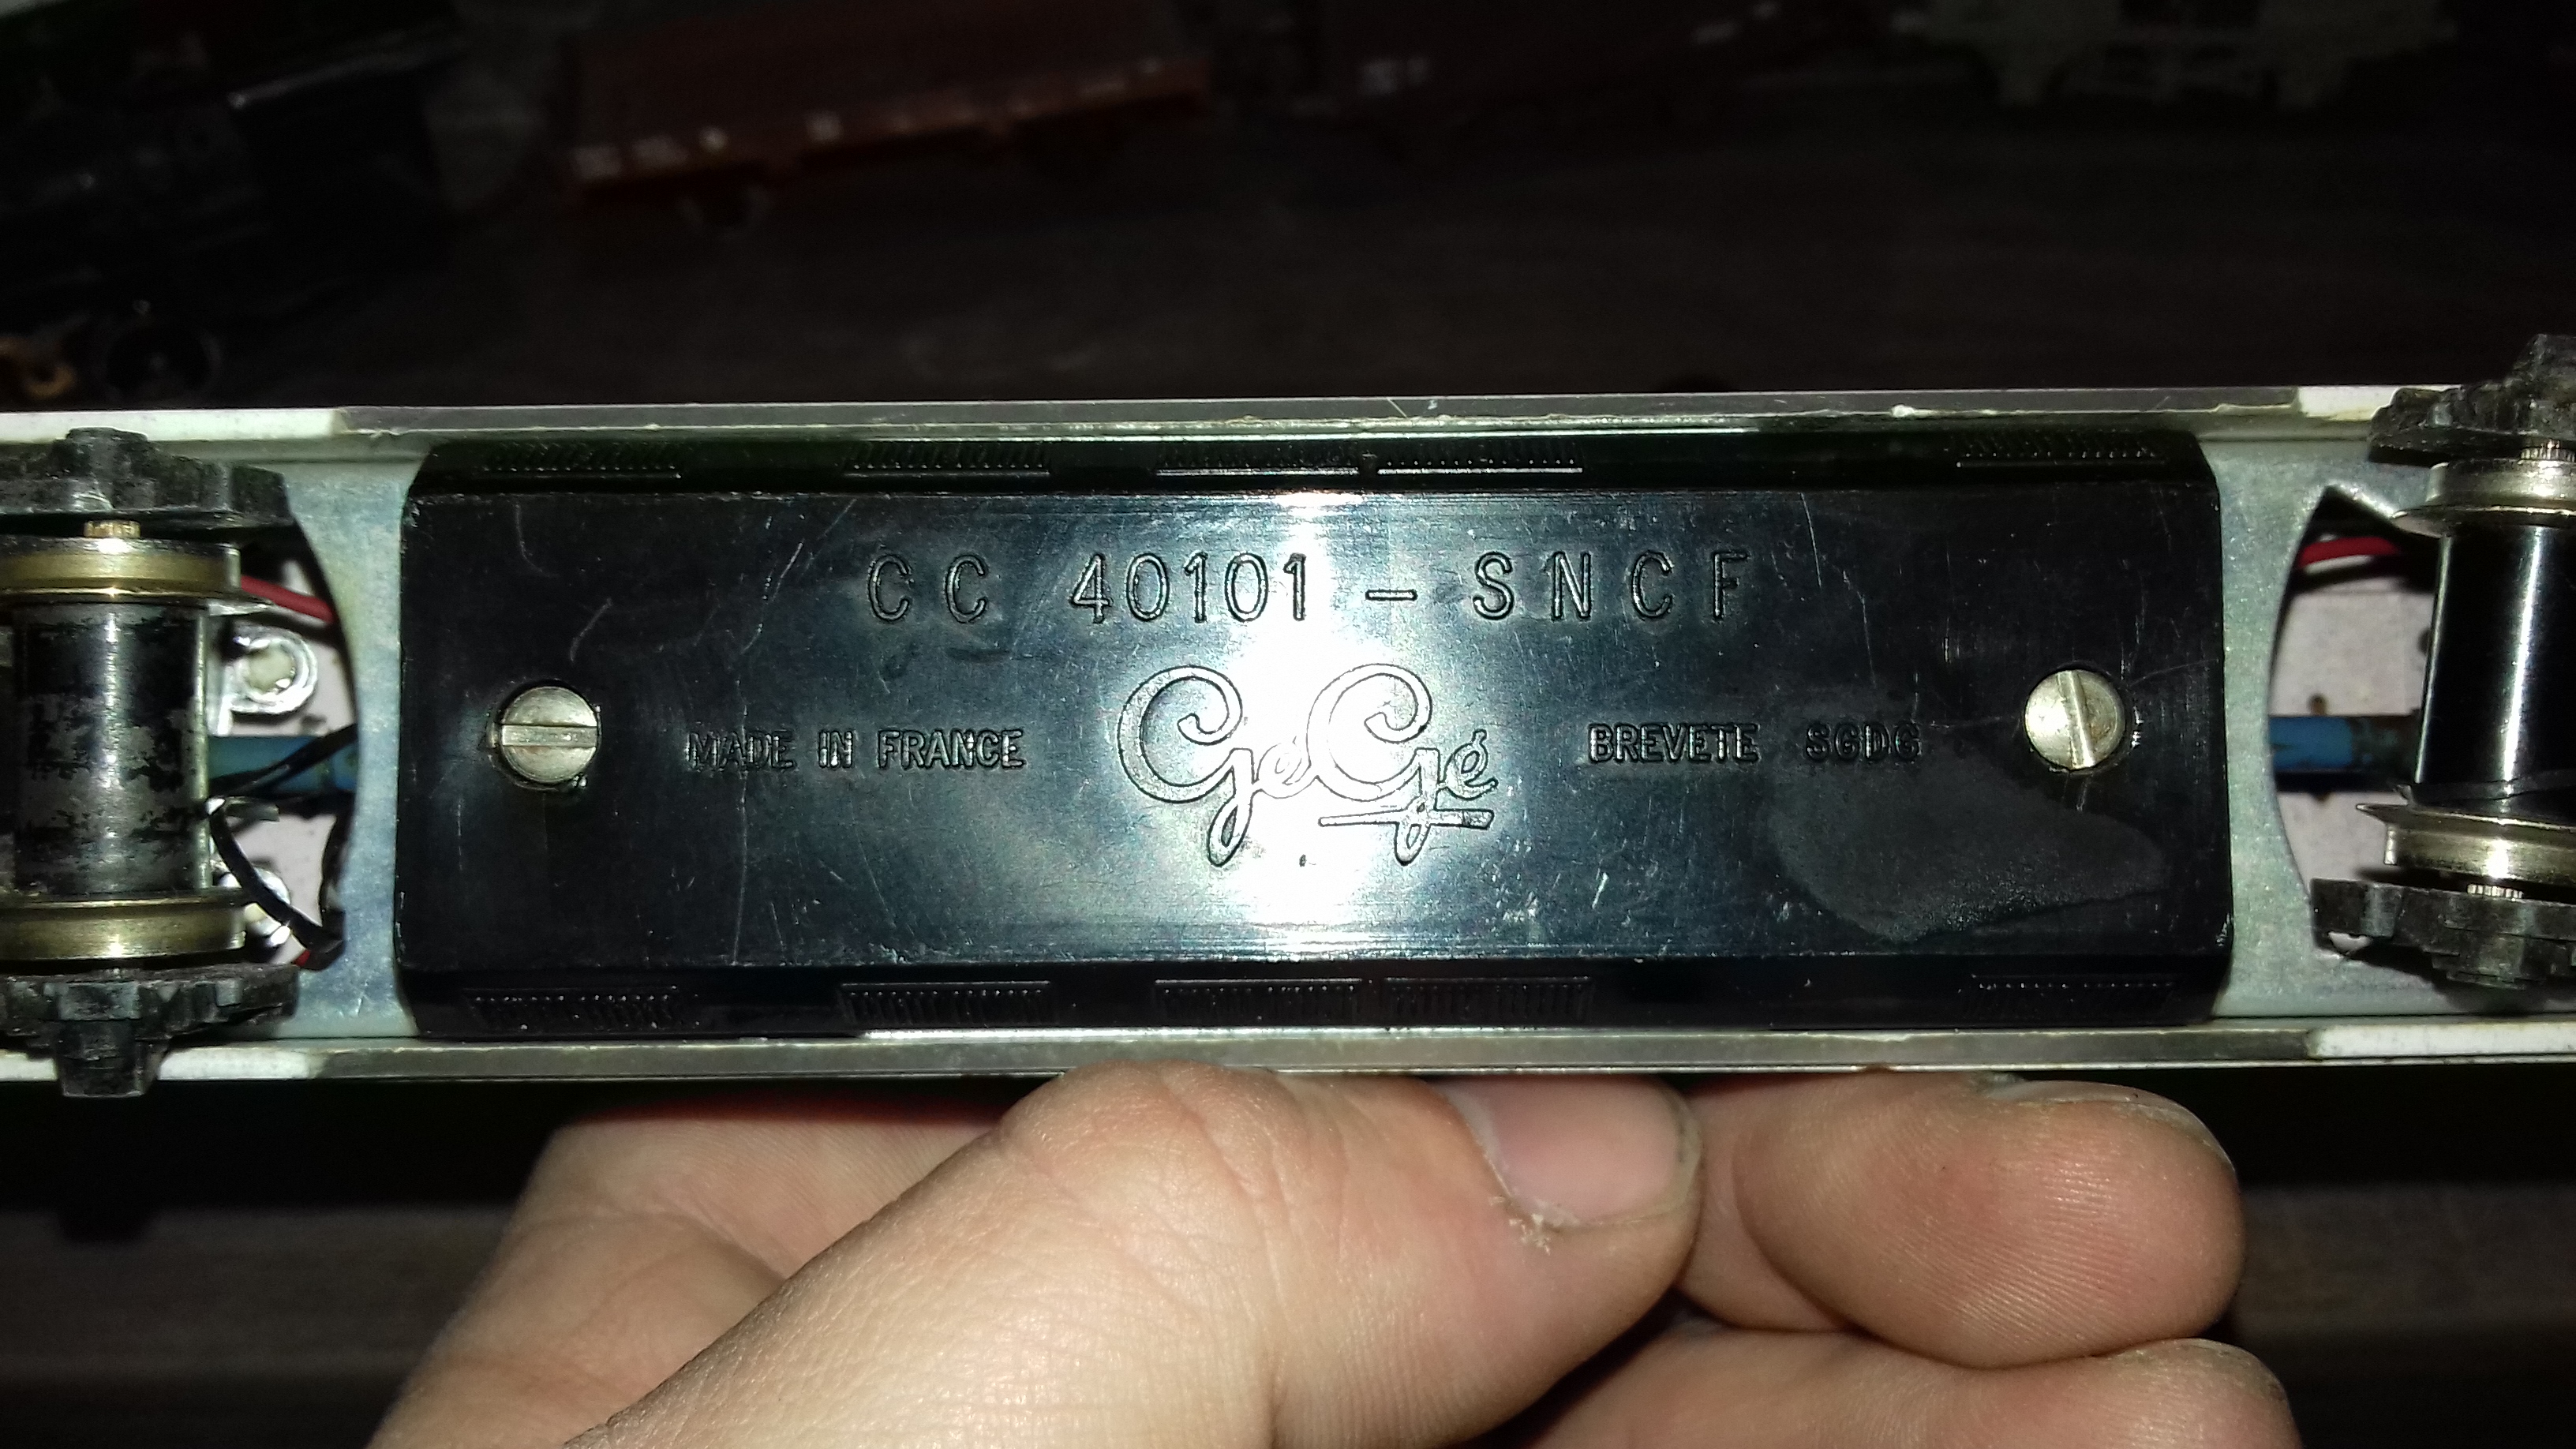 CC 40101 - SNCF
MADE IN FRANCE GéGé BREVETE SGDG